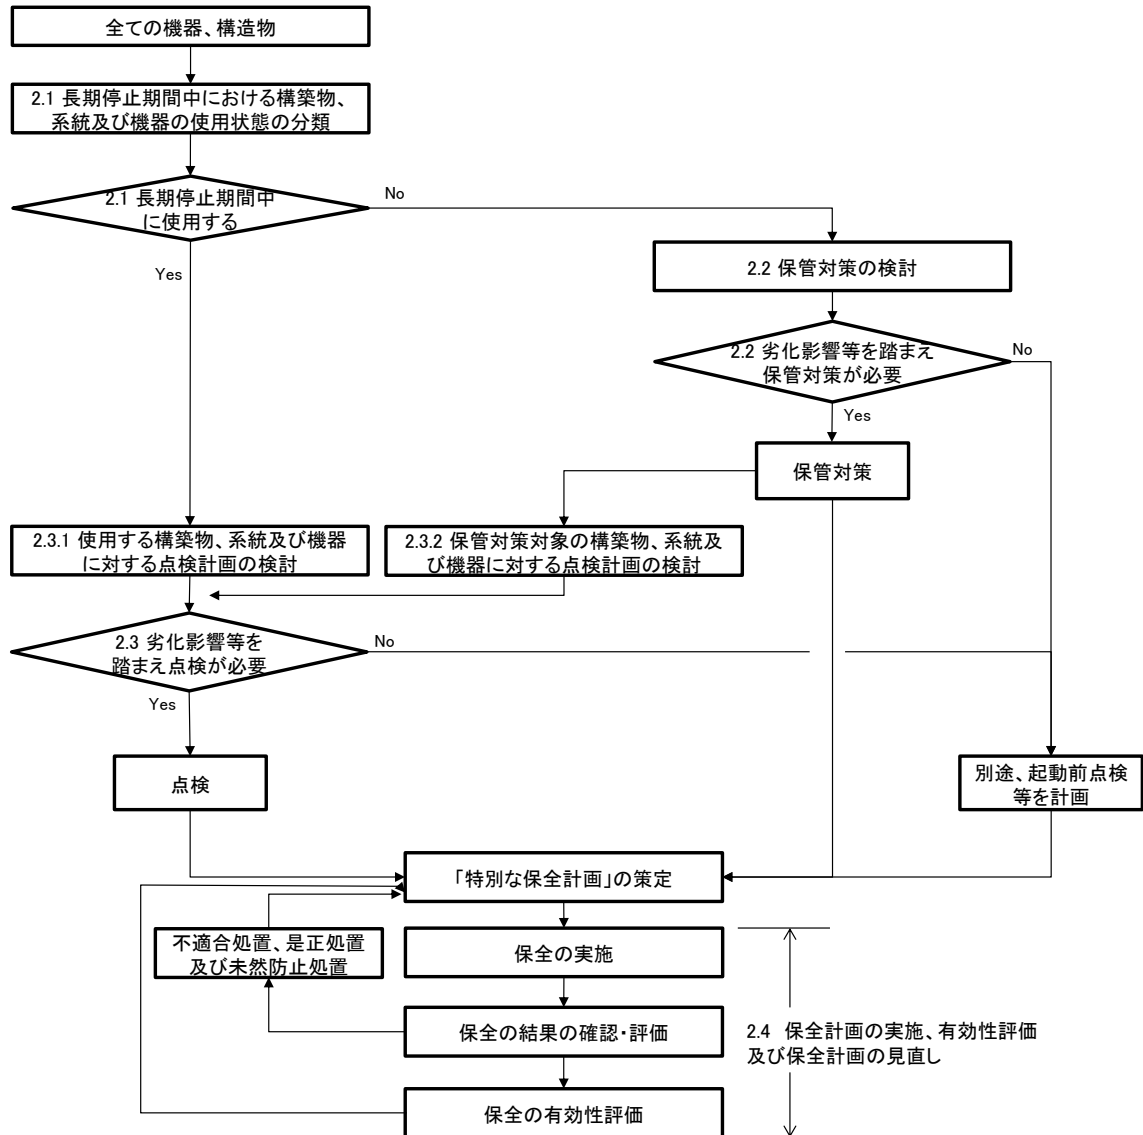 全ての機器、構造物
2.1 長期停止期間中における構築物、
系統及び機器の使用状態の分類
2.1 長期停止期間中
に使用する
No
Yes
2.2 保管対策の検討
2.2 劣化影響等を踏まえ
保管対策が必要
No
Yes
保管対策
2.3.1 使用する構築物、系統及び機器
に対する点検計画の検討
2.3.2 保管対策対象の構築物、系統及
び機器に対する点検計画の検討
2.3 劣化影響等を
踏まえ点検が必要
No
Yes
点検
別途、起動前点検
等を計画
「特別な保全計画」の策定
不適合処置、是正処置
及び未然防止処置
保全の実施
保全の結果の確認・評価
2.4 保全計画の実施、有効性評価
及び保全計画の見直し
保全の有効性評価